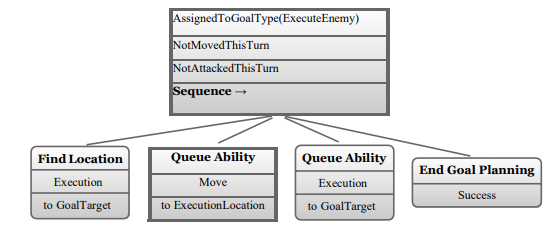 AssignedToGoalType(ExecuteEnemy)
NotMovedThisTurn
NotAttackedThisTurn
Sequence →
Find Location
Execution
to GoalTarget
Queue Ability
Move
to ExecutionLocation
Queue Ability
Execution
to GoalTarget
End Goal Planning
Success